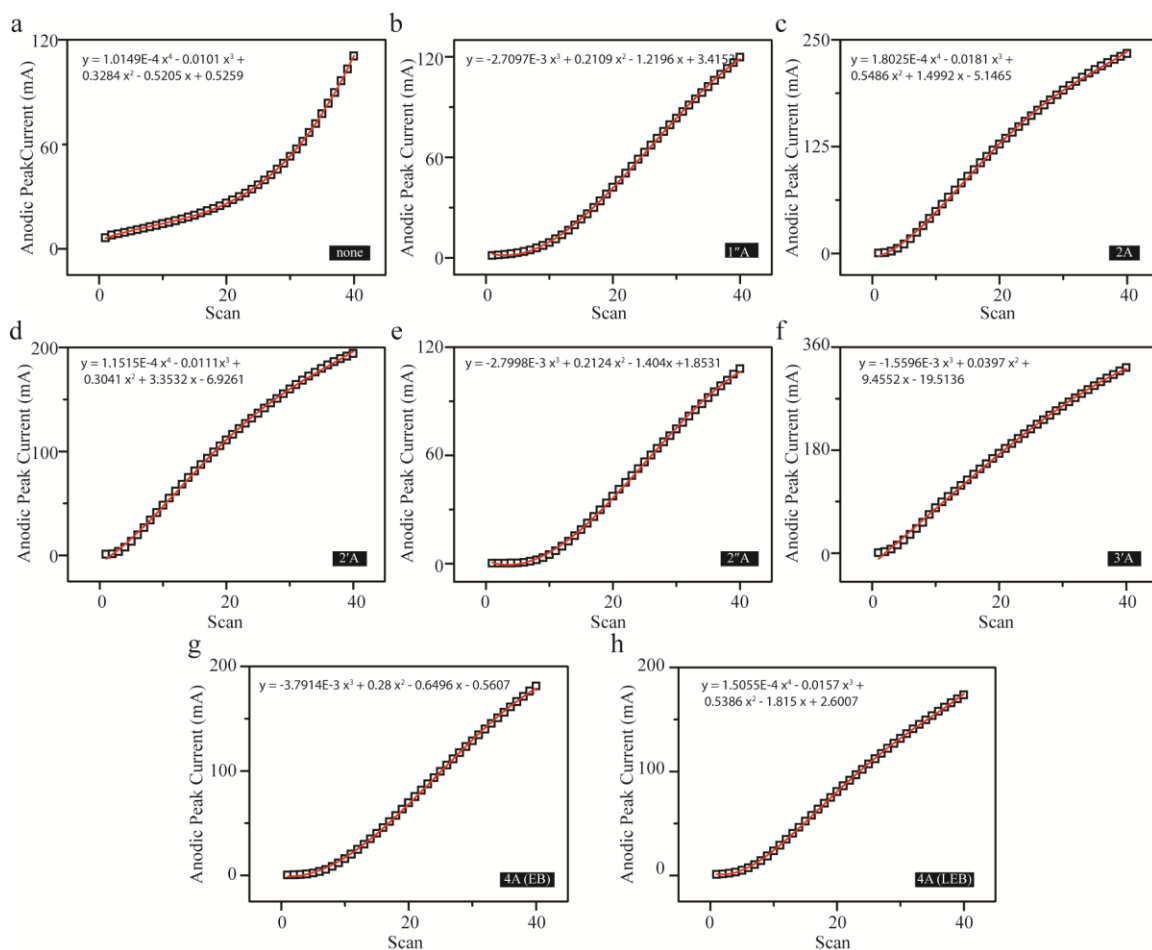 a
y = 1.0149E-4 x⁴ - 0.0101 x³ +
0.3284 x² - 0.5205 x + 0.5259
120
60
0
0
20
40
Anodic PeakCurrent (mA)
Scan
none
b
y = -2.7097E-3 x³ + 0.2109 x² - 1.2196 x + 3.4153
120
60
0
0
20
40
Anodic Peak Current (mA)
Scan
1"A
c
y = 1.8025E-4 x⁴ - 0.0181 x³ +
0.5486 x² + 1.4992 x - 5.1465
250
125
0
0
20
40
Anodic Peak Current (mA)
Scan
2A
d
y = 1.1515E-4 x⁴ - 0.0111x³ +
0.3041 x² + 3.3532 x - 6.9261
200
100
0
0
20
40
Anodic Peak Current (mA)
Scan
2'A
e
y = -2.7998E-3 x³ + 0.2124 x² - 1.404x +1.8531
120
60
0
0
20
40
Anodic Peak Current (mA)
Scan
2"A
f
y = -1.5596E-3 x³ + 0.0397 x² +
9.4552 x - 19.5136
360
180
0
0
20
40
Anodic Peak Current (mA)
Scan
3'A
g
y = -3.7914E-3 x³ + 0.28 x² - 0.6496 x - 0.5607
200
100
0
0
20
40
Anodic Peak Current (mA)
Scan
4A (EB)
h
y = 1.5055E-4 x⁴ - 0.0157 x³ +
0.5386 x² - 1.815 x + 2.6007
200
100
0
0
20
40
Anodic Peak Current (mA)
Scan
4A (LEB)